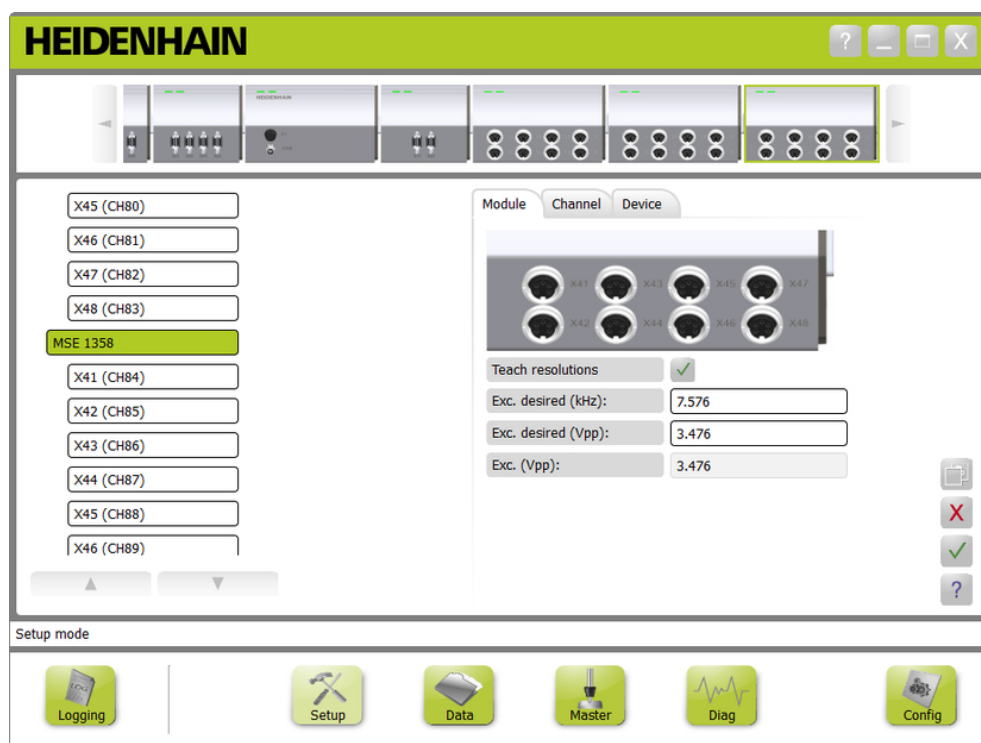 HEIDENHAIN
?
X
HEIDENHAIN
X45 (CH80)
X46 (CH81)
X47 (CH82)
X48 (CH83)
MSE 1358
X41 (CH84)
X42 (CH85)
X43 (CH86)
X44 (CH87)
X45 (CH88)
X46 (CH89)
Module Channel Device
X41 X43 X45 X47
X42 X44 X46 X48
Teach resolutions
Exc. desired (kHz): 7.576
Exc. desired (Vpp): 3.476
Exc. (Vpp): 3.476
X
?
Setup mode
LOG
Logging Setup Data Master Diag Config